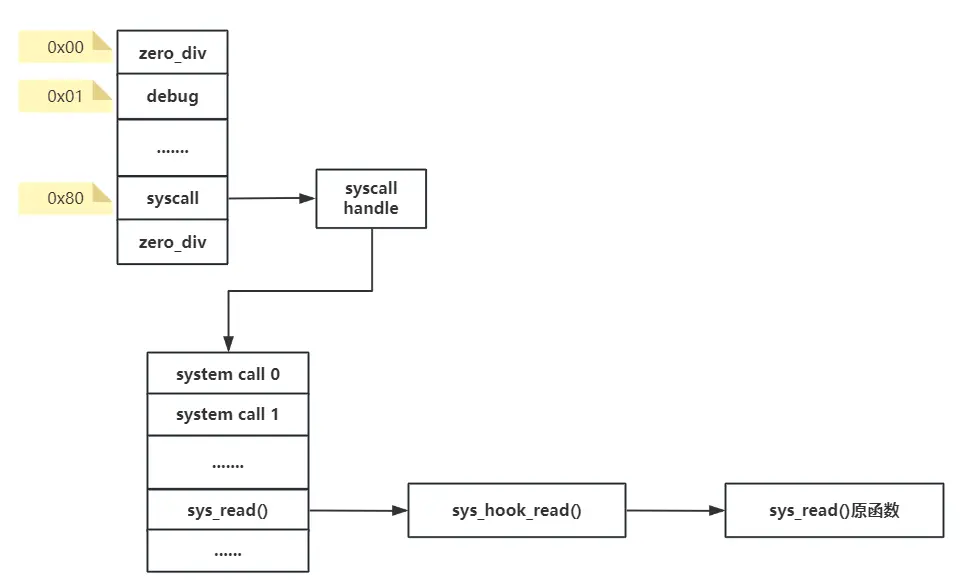 0x00
zero_div
0x01
debug
.......
0x80
syscall
syscall
handle
zero_div
system call 0
system call 1
.......
sys_read()
sys_hook_read()
sys_read()原函数
......